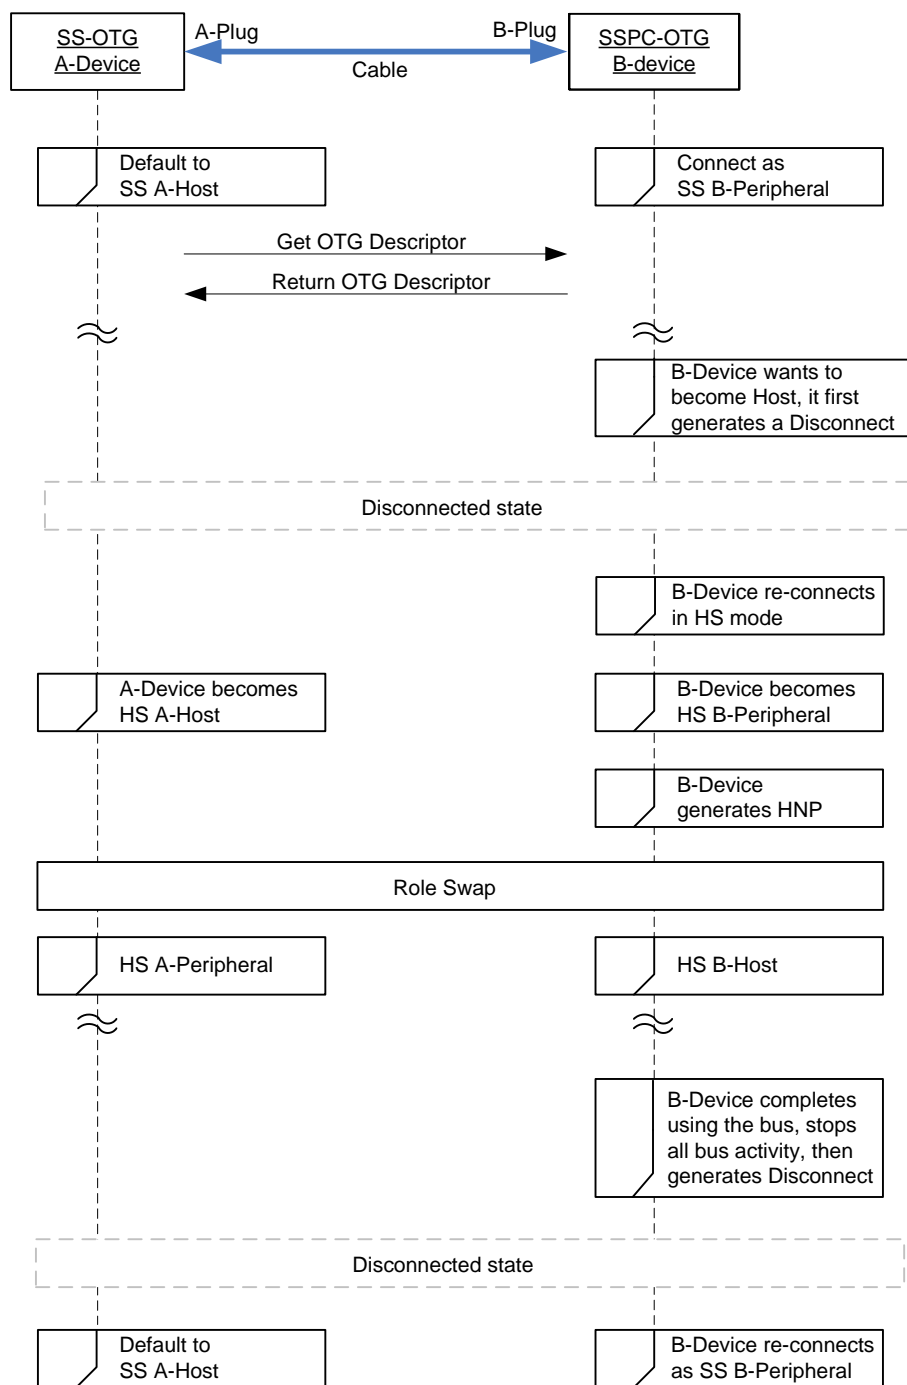 SS-OTG
A-Device
A-Plug
B-Plug
Cable
SSPC-OTG
B-device
Default to
SS A-Host
Connect as
SS B-Peripheral
Get OTG Descriptor
Return OTG Descriptor
B-Device wants to
become Host, it first
generates a Disconnect
Disconnected state
B-Device re-connects
in HS mode
A-Device becomes
HS A-Host
B-Device becomes
HS B-Peripheral
B-Device
generates HNP
Role Swap
HS A-Peripheral
HS B-Host
B-Device completes
using the bus, stops
all bus activity, then
generates Disconnect
Disconnected state
Default to
SS A-Host
B-Device re-connects
as SS B-Peripheral